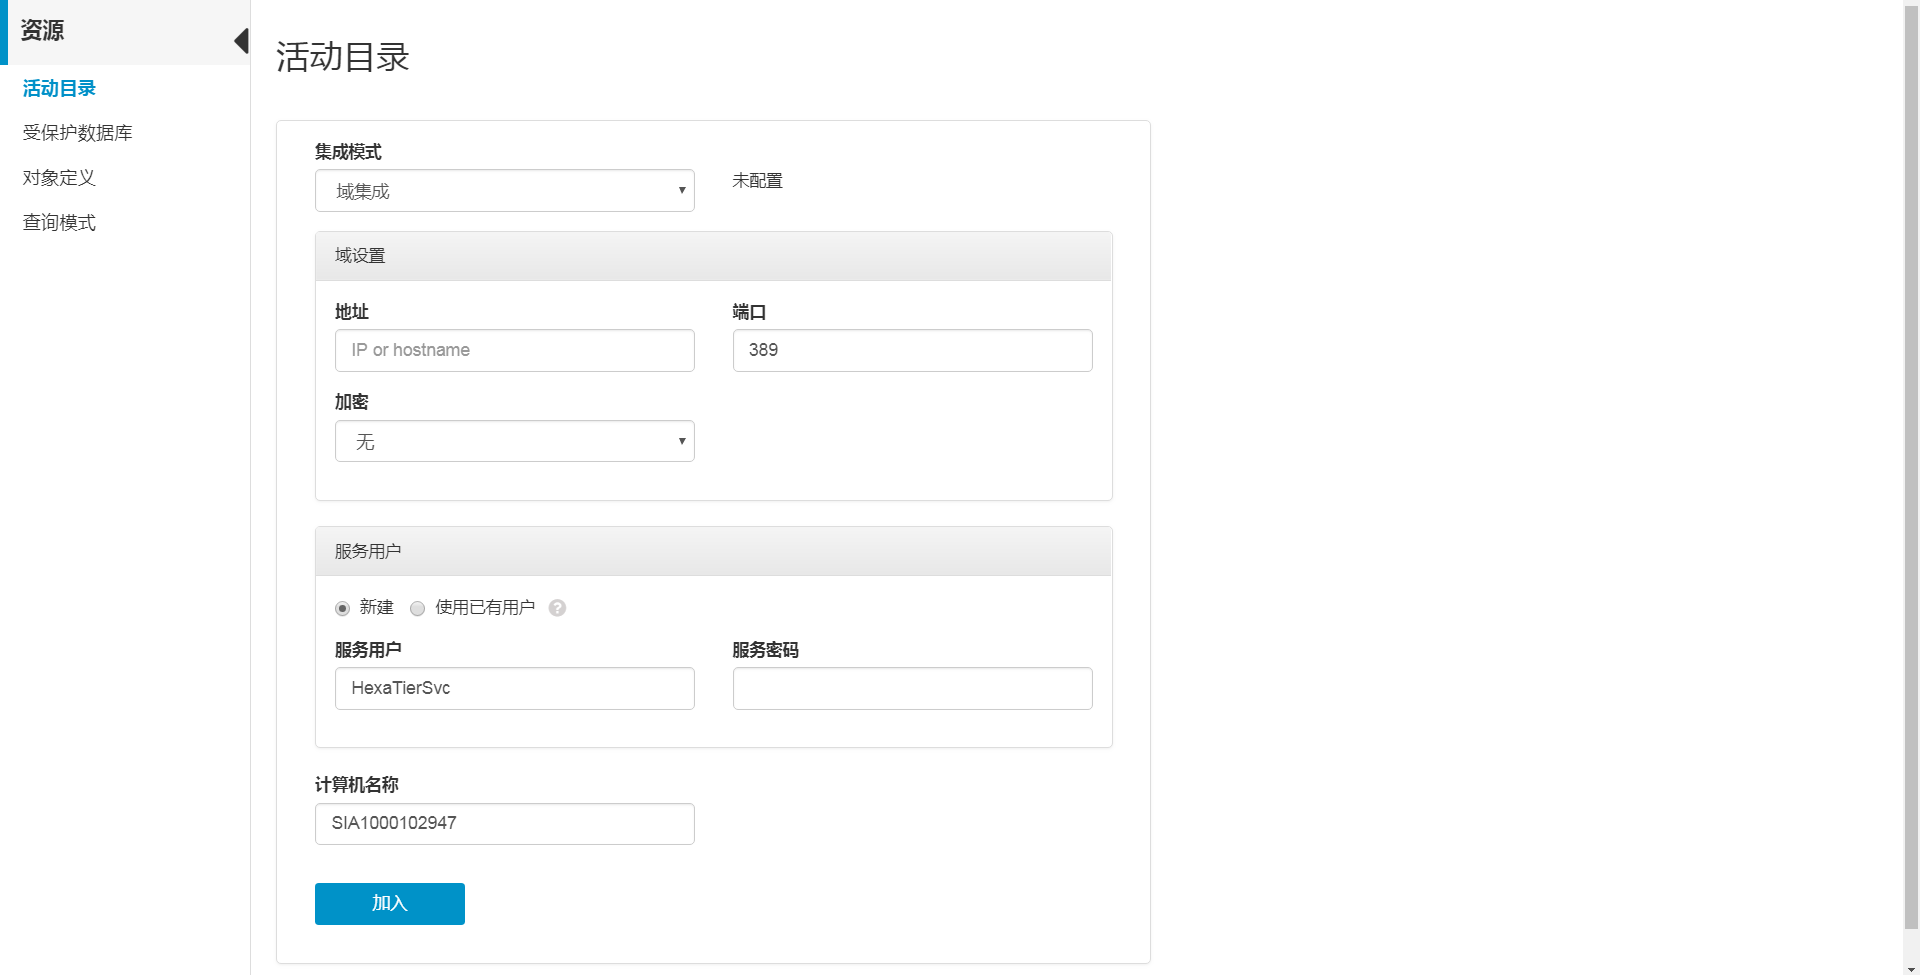 资源
活动目录
受保护数据库
对象定义
查询模式
活动目录
集成模式
域集成
未配置
域设置
地址
端口
IP or hostname
389
加密
无
服务用户
新建 使用已有用户 ?
服务用户
服务密码
HexaTierSvc
计算机名称
SIA1000102947
加入